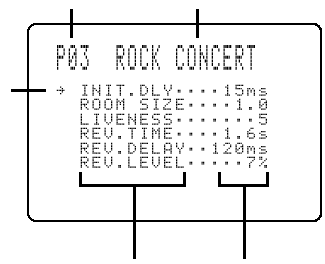 P03 ROCK CONCERT
→ INIT.DLY····15ms
ROOM SIZE····1.0
LIVENESS·······5
REV.TIME····1.6s
REV.DELAY··120ms
REV.LEVEL·····7%